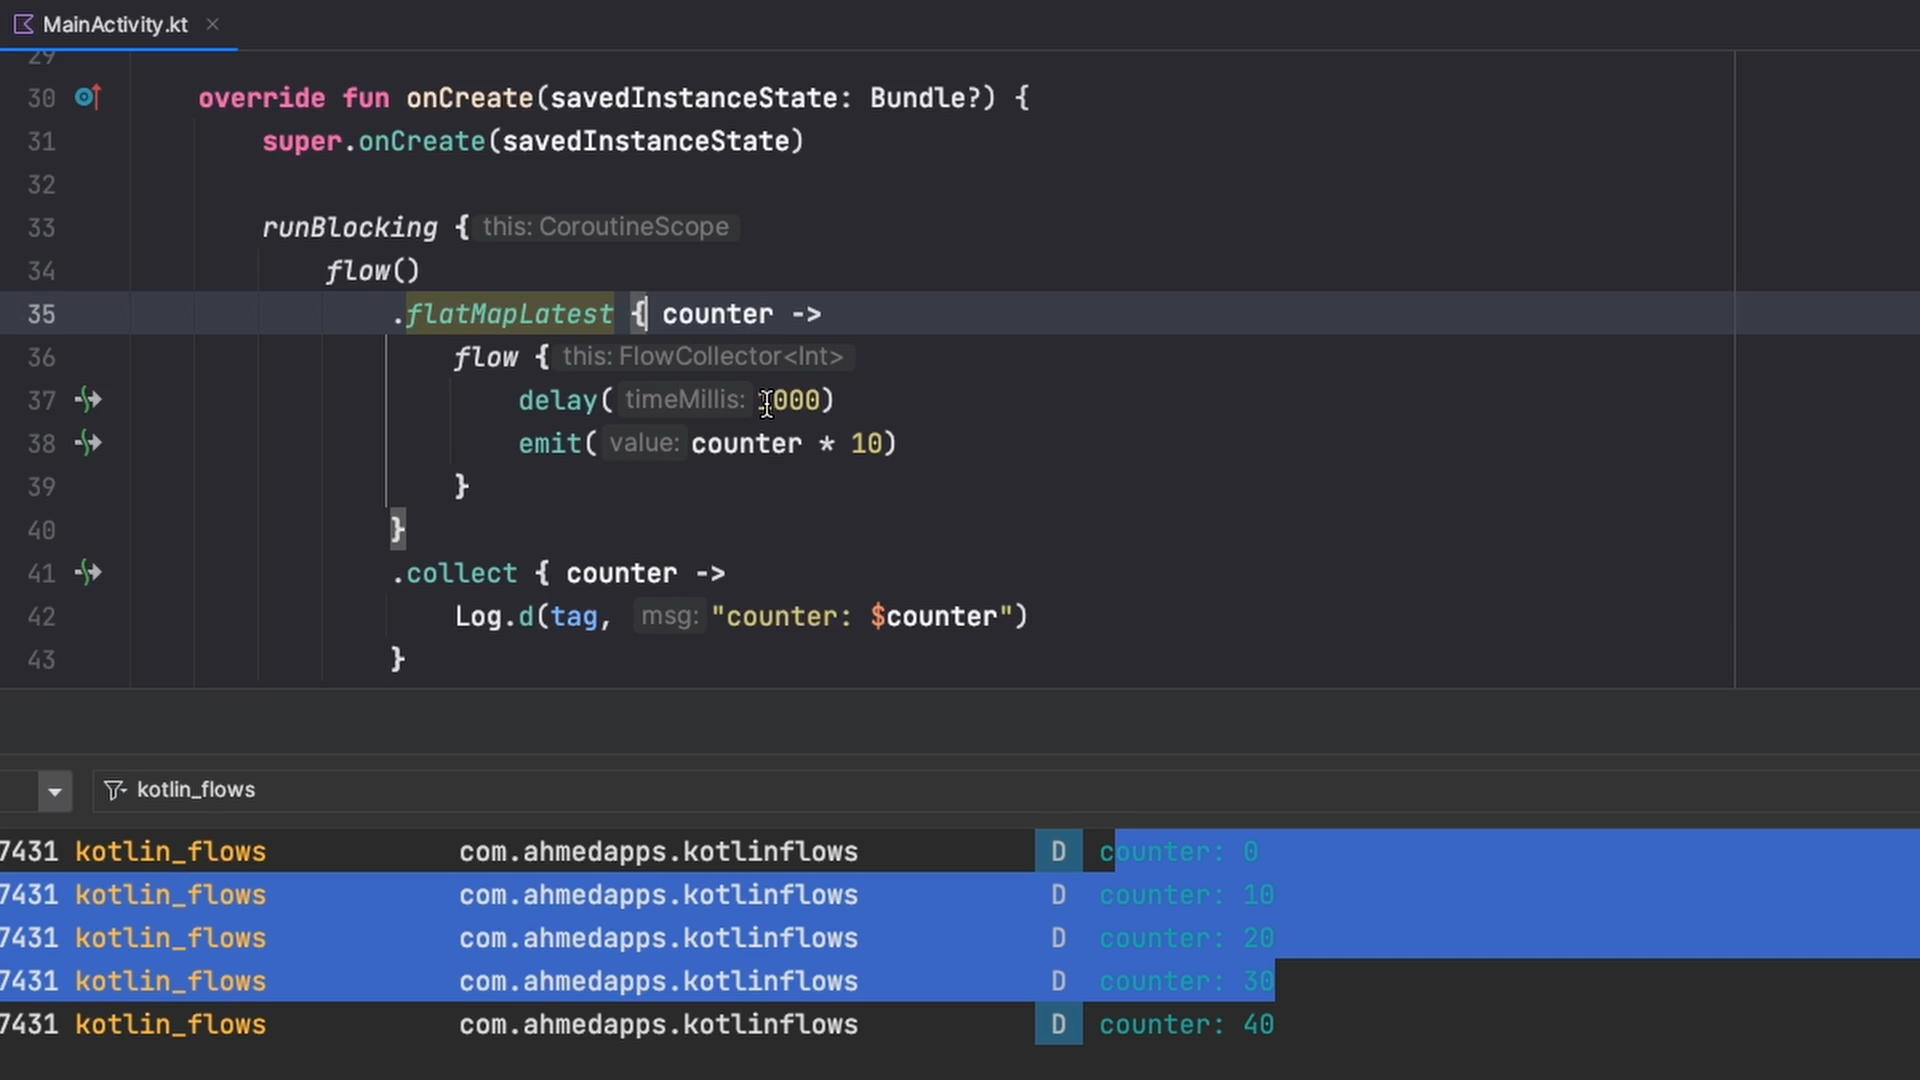 MainActivity.kt
29
30 override fun onCreate(savedInstanceState: Bundle?) {
31 super.onCreate(savedInstanceState)
32
33 runBlocking { this: CoroutineScope
34 flow()
35 .flatMapLatest { counter ->
36 flow { this: FlowCollector<Int>
37 delay( timeMillis: 1000)
38 emit( value: counter * 10)
39 }
40 }
41 .collect { counter ->
42 Log.d(tag, msg: "counter: $counter")
43 }
kotlin_flows
7431 kotlin_flows com.ahmedapps.kotlinflows D counter: 0
7431 kotlin_flows com.ahmedapps.kotlinflows D counter: 10
7431 kotlin_flows com.ahmedapps.kotlinflows D counter: 20
7431 kotlin_flows com.ahmedapps.kotlinflows D counter: 30
7431 kotlin_flows com.ahmedapps.kotlinflows D counter: 40